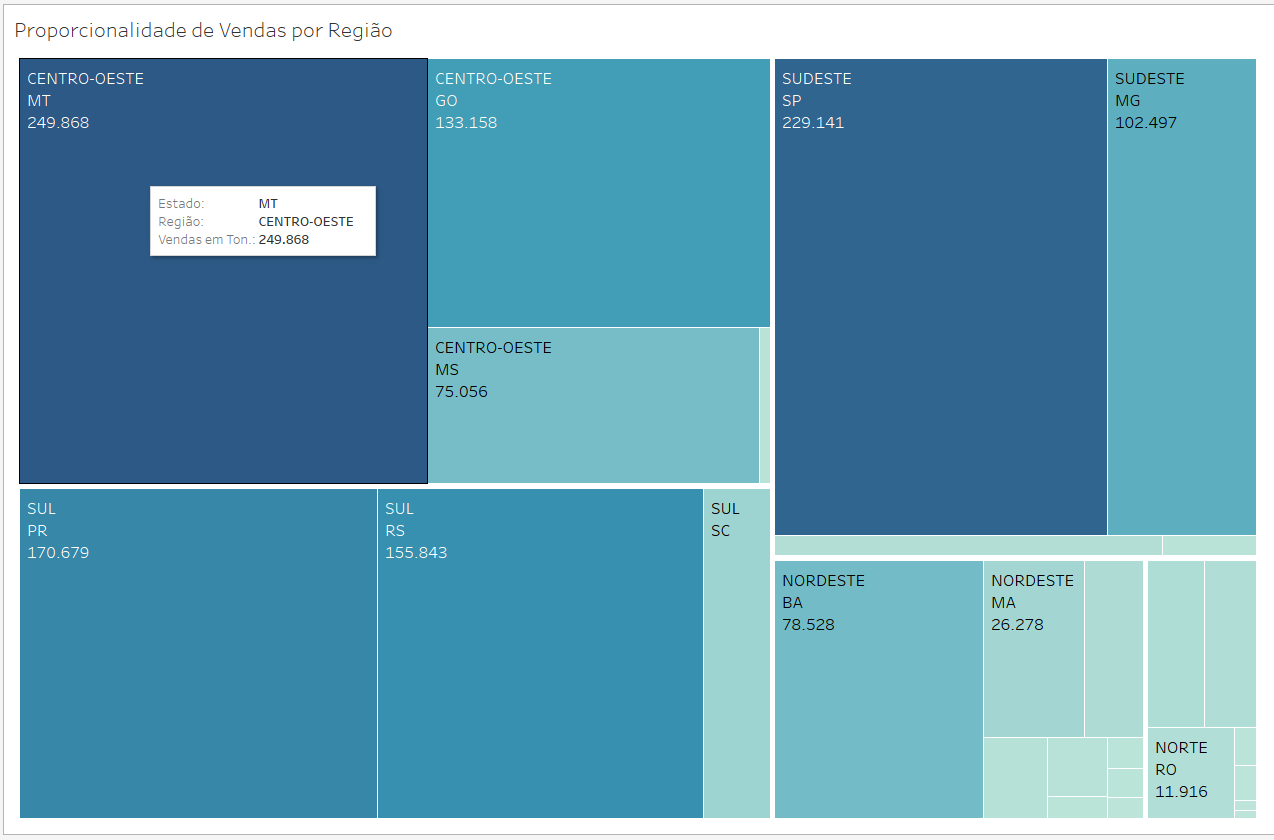 Proporcionalidade de Vendas por Região
CENTRO-OESTE
MT
249.868
Estado: MT
Região: CENTRO-OESTE
Vendas em Ton.: 249.868
CENTRO-OESTE
GO
133.158
CENTRO-OESTE
MS
75.056
SUL
PR
170.679
SUL
RS
155.843
SUL
SC
SUDESTE
SP
229.141
SUDESTE
MG
102.497
NORDESTE
BA
78.528
NORDESTE
MA
26.278
NORTE
RO
11.916